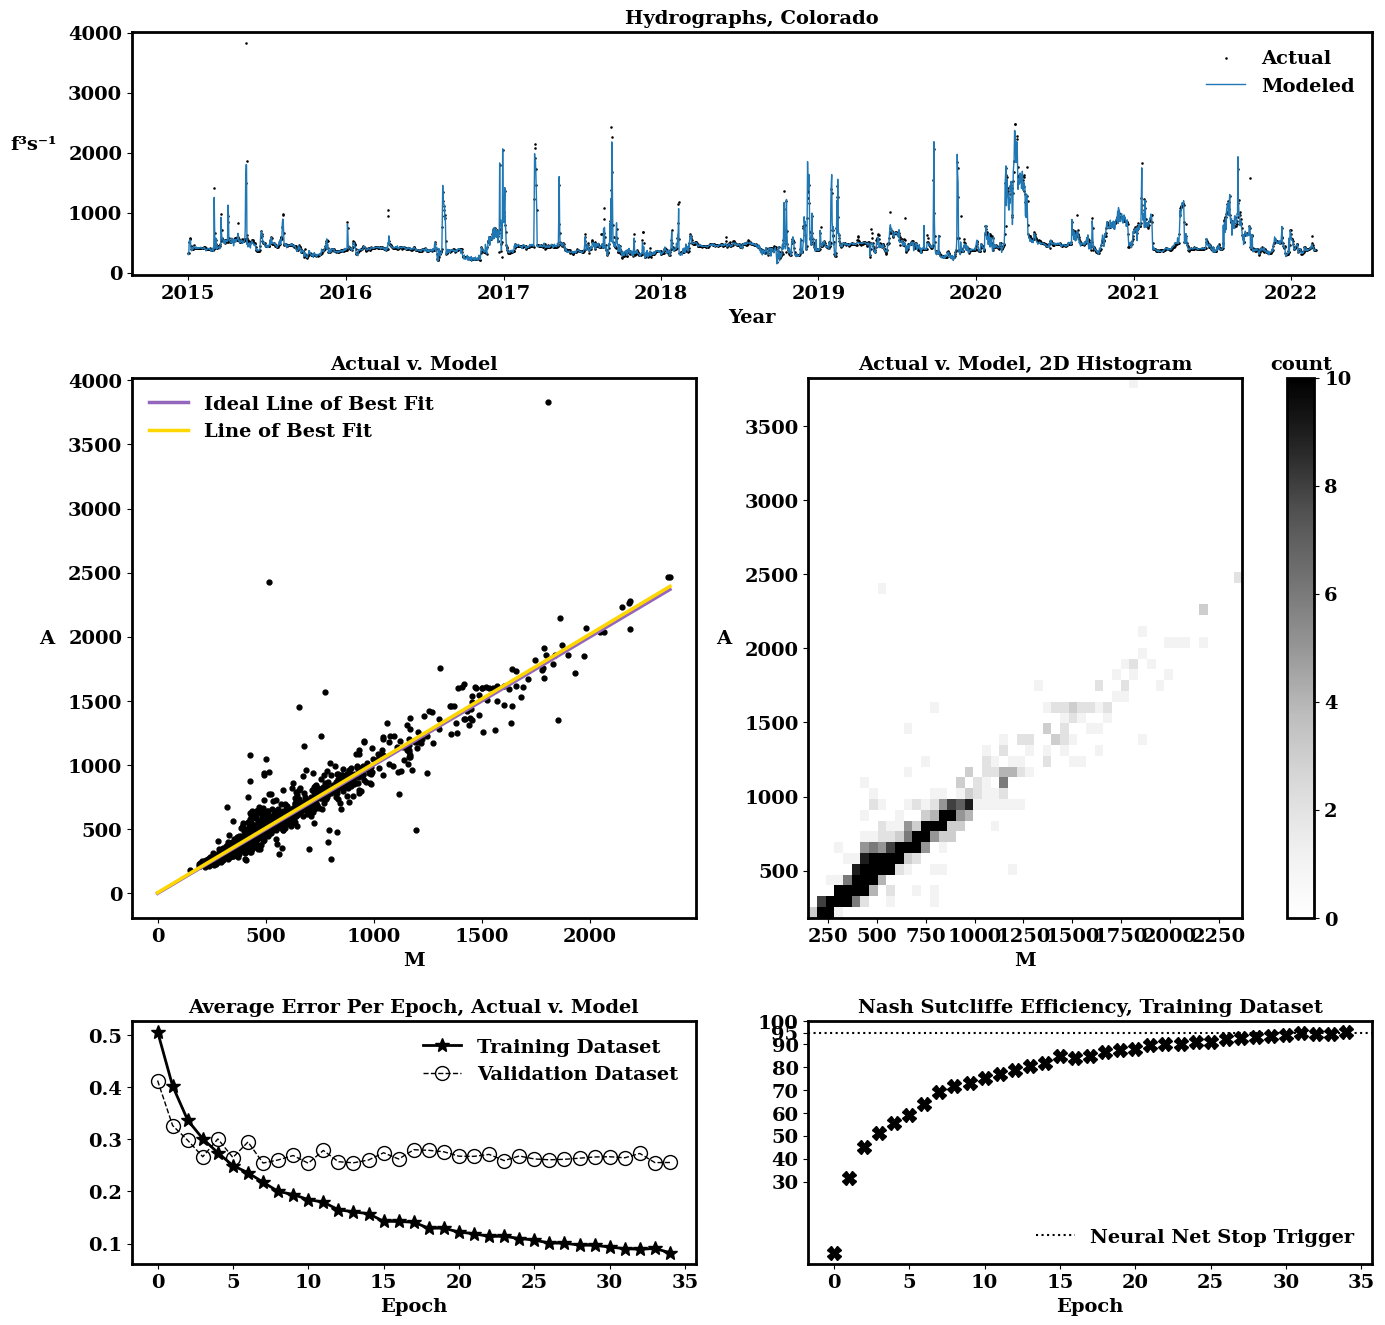 Hydrographs, Colorado
4000
3000
2000
1000
0
f³s⁻¹
Actual
Modeled
2015 2016 2017 2018 2019 2020 2021 2022
Year
Actual v. Model
4000
3500
3000
2500
2000
1500
1000
500
0
A
Ideal Line of Best Fit
Line of Best Fit
0 500 1000 1500 2000
M
Actual v. Model, 2D Histogram
3500
3000
2500
2000
1500
1000
500
A
250 500 750 1000 1250 1500 1750 2000 2250
M
count
10
8
6
4
2
0
Average Error Per Epoch, Actual v. Model
0.5
0.4
0.3
0.2
0.1
Training Dataset
Validation Dataset
0 5 10 15 20 25 30 35
Epoch
Nash Sutcliffe Efficiency, Training Dataset
100
95
90
80
70
60
50
40
30
Neural Net Stop Trigger
0 5 10 15 20 25 30 35
Epoch